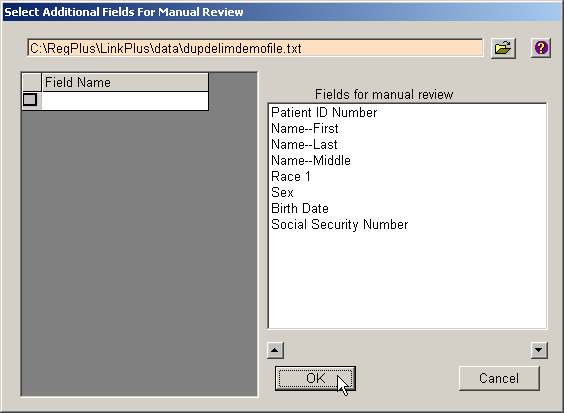 Select Additional Fields For Manual Review
C:\RegPlus\LinkPlus\data\dupdelimdemofile.txt
?
Field Name
Fields for manual review
Patient ID Number
Name--First
Name--Last
Name--Middle
Race 1
Sex
Birth Date
Social Security Number
OK
Cancel